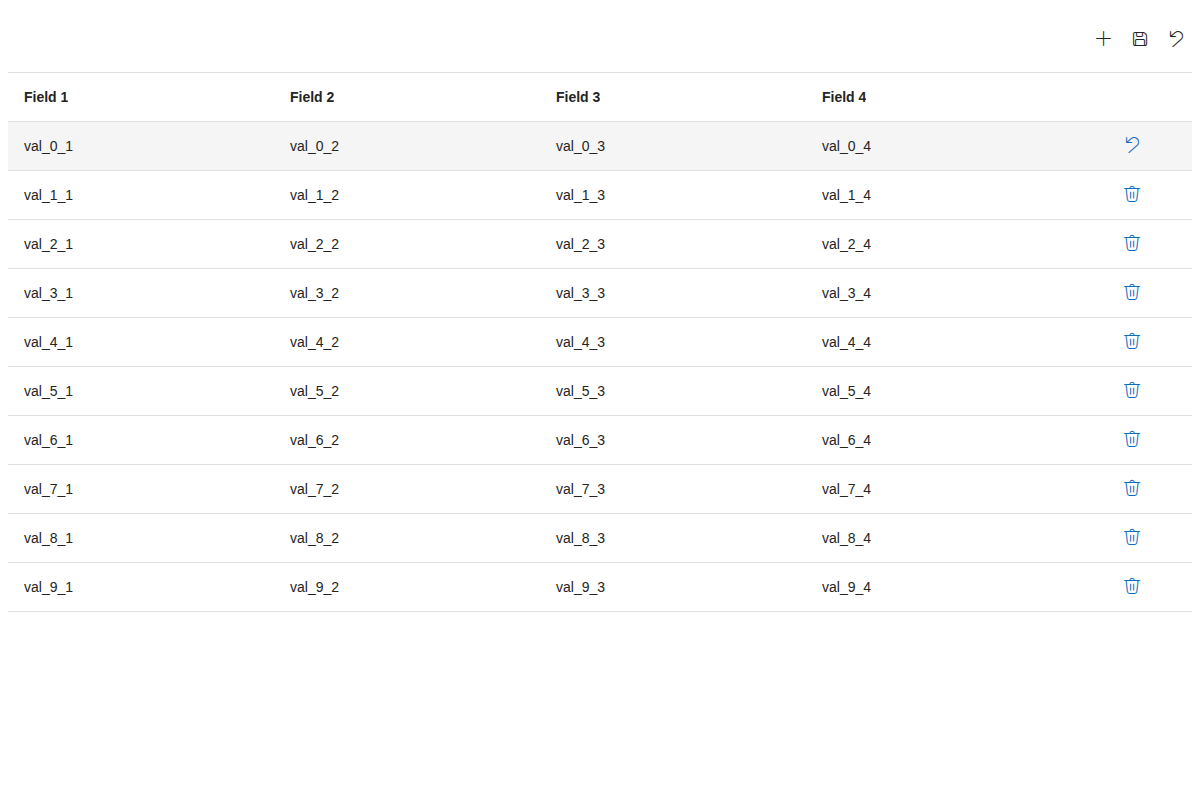 Field 1 Field 2 Field 3 Field 4
val_0_1 val_0_2 val_0_3 val_0_4
val_1_1 val_1_2 val_1_3 val_1_4
val_2_1 val_2_2 val_2_3 val_2_4
val_3_1 val_3_2 val_3_3 val_3_4
val_4_1 val_4_2 val_4_3 val_4_4
val_5_1 val_5_2 val_5_3 val_5_4
val_6_1 val_6_2 val_6_3 val_6_4
val_7_1 val_7_2 val_7_3 val_7_4
val_8_1 val_8_2 val_8_3 val_8_4
val_9_1 val_9_2 val_9_3 val_9_4